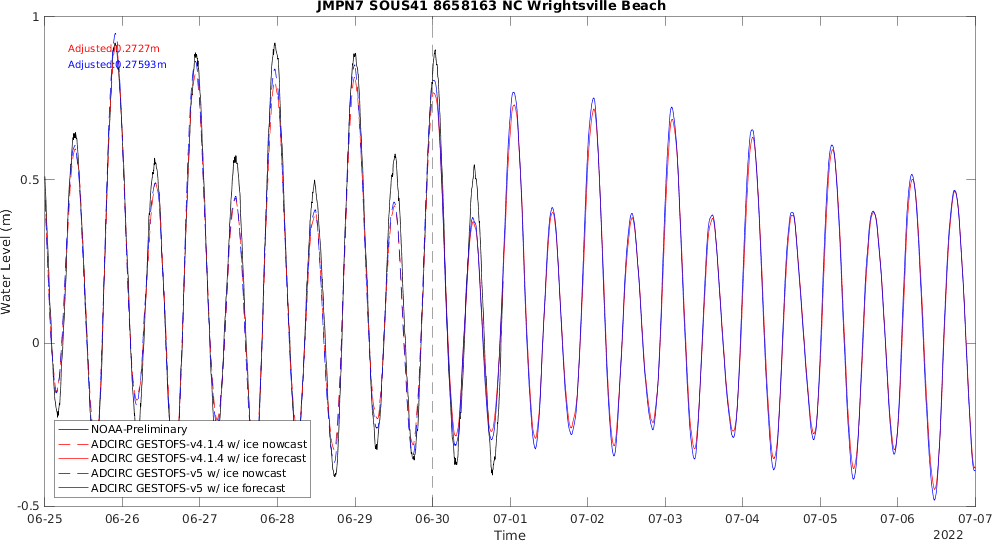 JMPN7 SOUS41 8658163 NC Wrightsville Beach
1
Adjusted:0.2727m
Adjusted:0.27593m
0.5
Water Level (m)
0
NOAA-Preliminary
ADCIRC GESTOFS-v4.1.4 w/ ice nowcast
ADCIRC GESTOFS-v4.1.4 w/ ice forecast
ADCIRC GESTOFS-v5 w/ ice nowcast
ADCIRC GESTOFS-v5 w/ ice forecast
-0.5
06-25 06-26 06-27 06-28 06-29 06-30 07-01 07-02 07-03 07-04 07-05 07-06 07-07
Time
2022